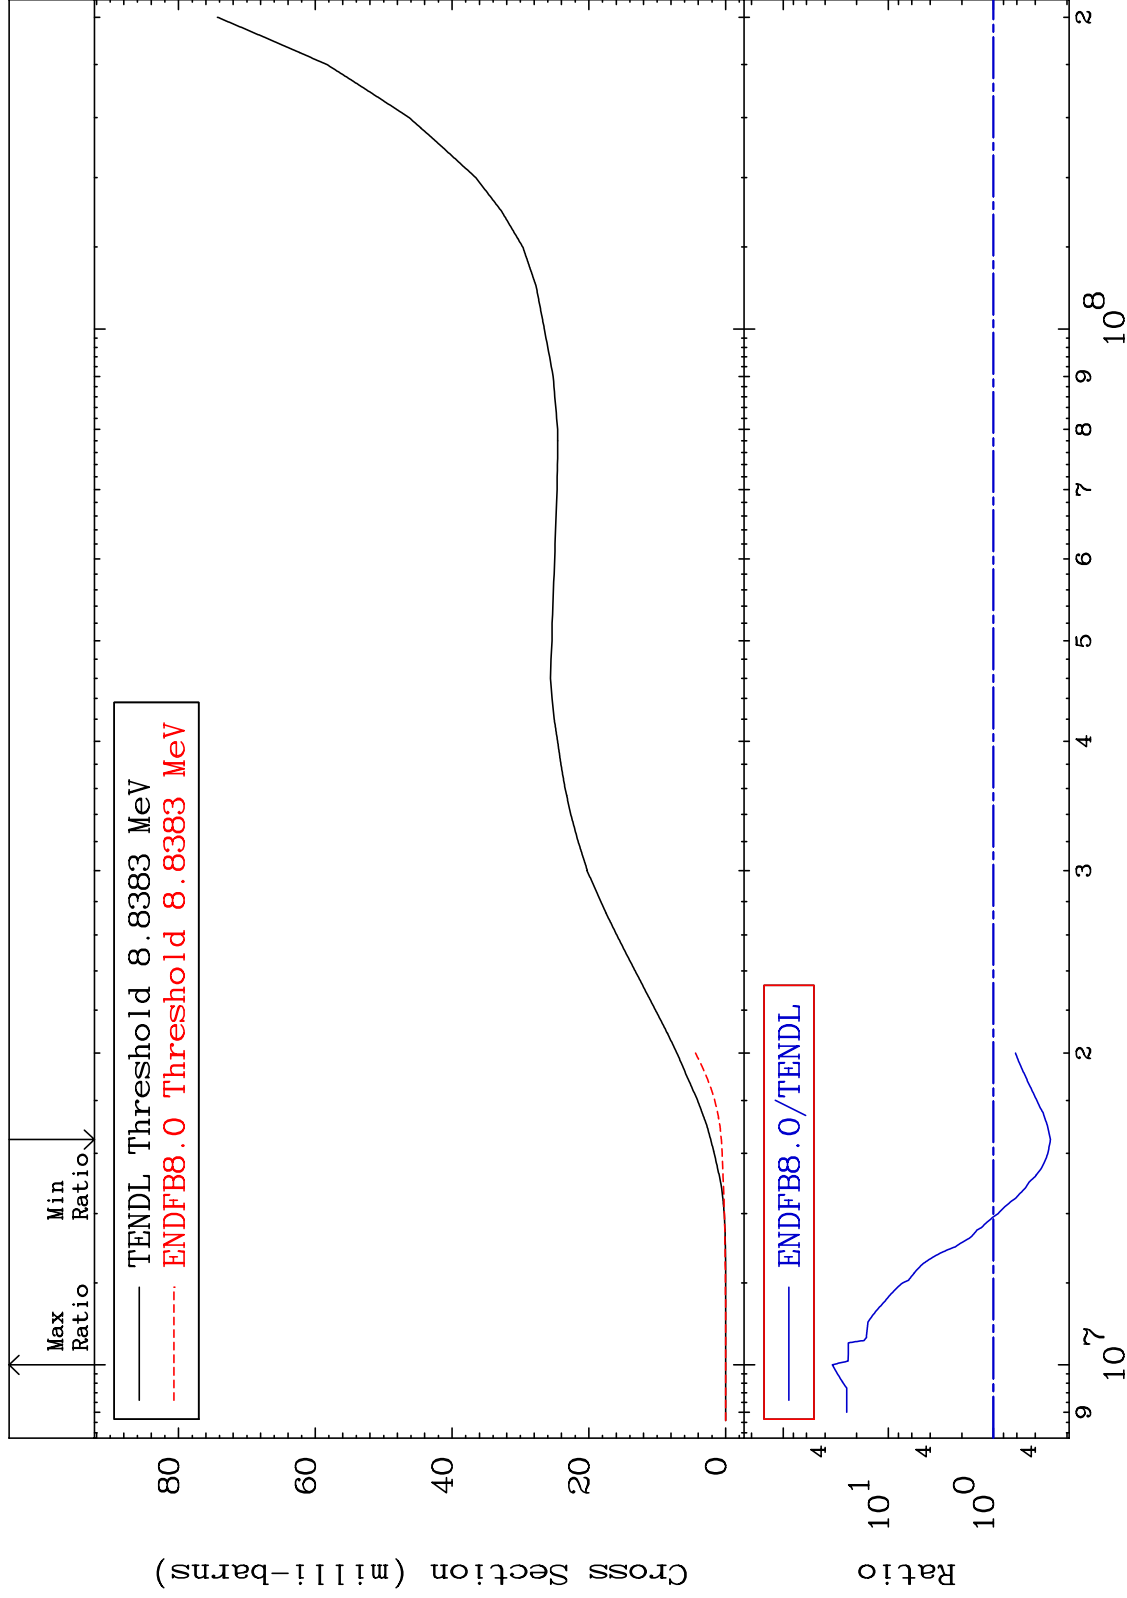 Max
Ratio
Min
Ratio
TENDL Threshold 8.8383 MeV
ENDFB8.0 Threshold 8.8383 MeV
80
60
40
20
0
Cross Section (milli-barns)
ENDFB8.0/TENDL
4
10 1
4
10 0
4
Ratio
9
10 7
2
3
4
5
6
7
8
9
10 8
2